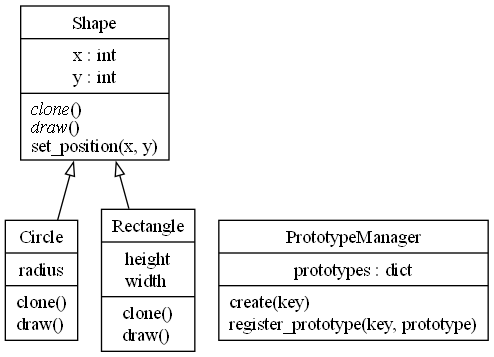 Shape
x : int
y : int
clone()
draw()
set_position(x, y)
Circle
radius
clone()
draw()
Rectangle
height
width
clone()
draw()
PrototypeManager
prototypes : dict
create(key)
register_prototype(key, prototype)